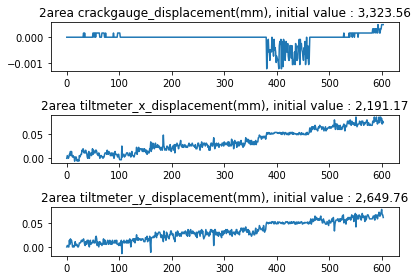 2area crackgauge_displacement(mm), initial value : 3,323.56
0.000
−0.001
0 100 200 300 400 500 600
2area tiltmeter_x_displacement(mm), initial value : 2,191.17
0.05
0.00
0 100 200 300 400 500 600
2area tiltmeter_y_displacement(mm), initial value : 2,649.76
0.05
0.00
0 100 200 300 400 500 600